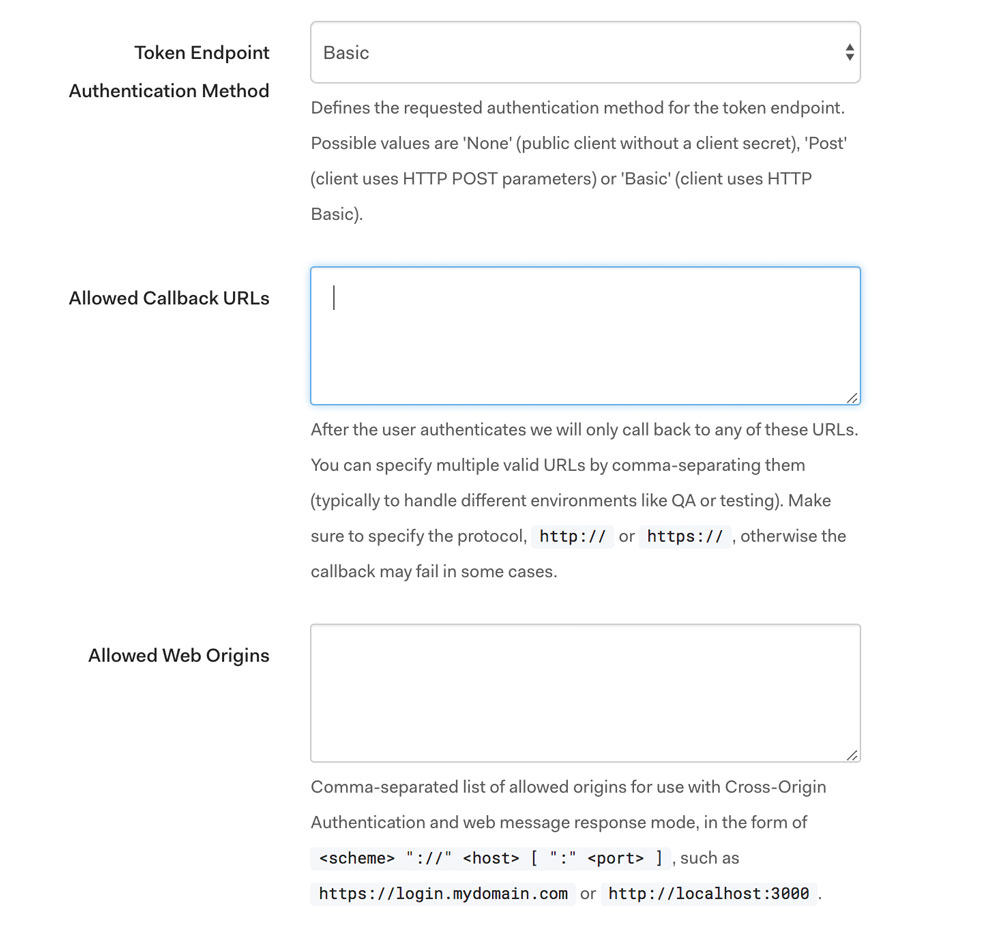 Token Endpoint
Authentication Method
Basic
Defines the requested authentication method for the token endpoint.
Possible values are 'None' (public client without a client secret), 'Post'
(client uses HTTP POST parameters) or 'Basic' (client uses HTTP
Basic).
Allowed Callback URLs
After the user authenticates we will only call back to any of these URLs.
You can specify multiple valid URLs by comma-separating them
(typically to handle different environments like QA or testing). Make
sure to specify the protocol, http:// or https:// , otherwise the
callback may fail in some cases.
Allowed Web Origins
Comma-separated list of allowed origins for use with Cross-Origin
Authentication and web message response mode, in the form of
<scheme> "://" <host> [ ":" <port> ] , such as
https://login.mydomain.com or http://localhost:3000 .